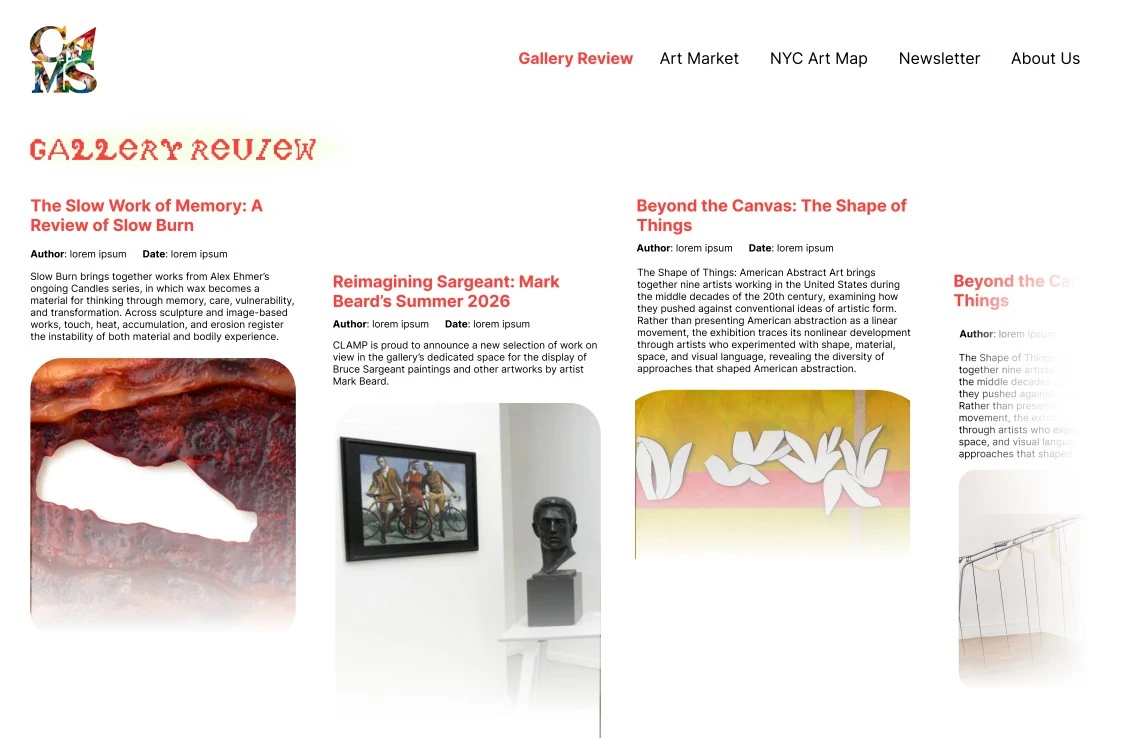 CA
MS
Gallery Review
Art Market
NYC Art Map
Newsletter
About Us
GALLERY REVIEW
The Slow Work of Memory: A
Review of Slow Burn
Author: lorem ipsum Date: lorem ipsum
Slow Burn brings together works from Alex Ehmer's
ongoing Candles series, in which wax becomes a
material for thinking through memory, care, vulnerability,
and transformation. Across sculpture and image-based
works, touch, heat, accumulation, and erosion register
the instability of both material and bodily experience.
Reimagining Sargeant: Mark
Beard's Summer 2026
Author: lorem ipsum Date: lorem ipsum
CLAMP is proud to announce a new selection of work on
view in the gallery's dedicated space for the display of
Bruce Sargeant paintings and other artworks by artist
Mark Beard.
Beyond the Canvas: The Shape of
Things
Author: lorem ipsum Date: lorem ipsum
The Shape of Things: American Abstract Art brings
together nine artists working in the United States during
the middle decades of the 20th century, examining how
they pushed against conventional ideas of artistic form.
Rather than presenting American abstraction as a linear
movement, the exhibition traces its nonlinear development
through artists who experimented with shape, material,
space, and visual language, revealing the diversity of
approaches that shaped American abstraction.
Beyond the Ca
Things
Author: lorem ipsum
The Shape of Things
together nine artists
the middle decades
they pushed against
Rather than presenting
movement, the exhib
through artists who expe
space, and visual langua
approaches that shaped